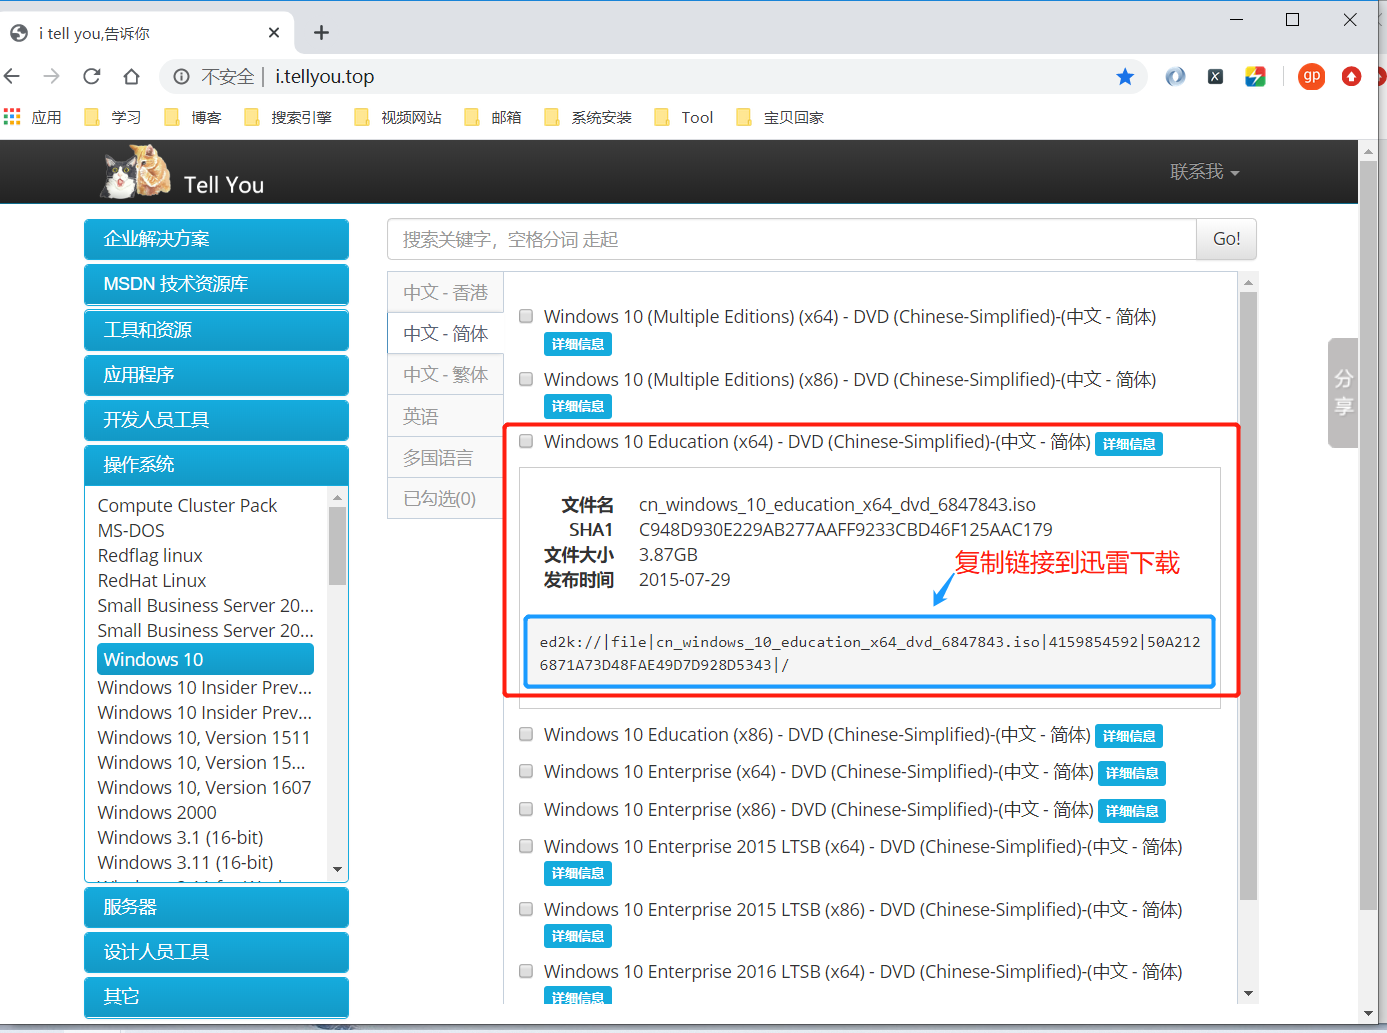 i tell you,告诉你
不安全 | i.tellyou.top
gp
应用 学习 博客 搜索引擎 视频网站 邮箱 系统安装 Tool 宝贝回家
Tell You
联系我
企业解决方案
MSDN 技术资源库
工具和资源
应用程序
开发人员工具
操作系统
Compute Cluster Pack
MS-DOS
Redflag linux
RedHat Linux
Small Business Server 20...
Small Business Server 20...
Windows 10
Windows 10 Insider Prev...
Windows 10 Insider Prev...
Windows 10, Version 1511
Windows 10, Version 15...
Windows 10, Version 1607
Windows 2000
Windows 3.1 (16-bit)
Windows 3.11 (16-bit)
服务器
设计人员工具
其它
搜索关键字，空格分词 走起
Go!
中文 - 香港
中文 - 简体
中文 - 繁体
英语
多国语言
已勾选(0)
Windows 10 (Multiple Editions) (x64) - DVD (Chinese-Simplified)-(中文 - 简体)
详细信息
Windows 10 (Multiple Editions) (x86) - DVD (Chinese-Simplified)-(中文 - 简体)
详细信息
Windows 10 Education (x64) - DVD (Chinese-Simplified)-(中文 - 简体) 详细信息
文件名 cn_windows_10_education_x64_dvd_6847843.iso
SHA1 C948D930E229AB277AAFF9233CBD46F125AAC179
文件大小 3.87GB
发布时间 2015-07-29
复制链接到迅雷下载
ed2k://|file|cn_windows_10_education_x64_dvd_6847843.iso|4159854592|50A212
6871A73D48FAE49D7D928D5343|/
Windows 10 Education (x86) - DVD (Chinese-Simplified)-(中文 - 简体) 详细信息
Windows 10 Enterprise (x64) - DVD (Chinese-Simplified)-(中文 - 简体) 详细信息
Windows 10 Enterprise (x86) - DVD (Chinese-Simplified)-(中文 - 简体) 详细信息
Windows 10 Enterprise 2015 LTSB (x64) - DVD (Chinese-Simplified)-(中文 - 简体)
详细信息
Windows 10 Enterprise 2015 LTSB (x86) - DVD (Chinese-Simplified)-(中文 - 简体)
详细信息
Windows 10 Enterprise 2016 LTSB (x64) - DVD (Chinese-Simplified)-(中文 - 简体)
详细信息
分
享